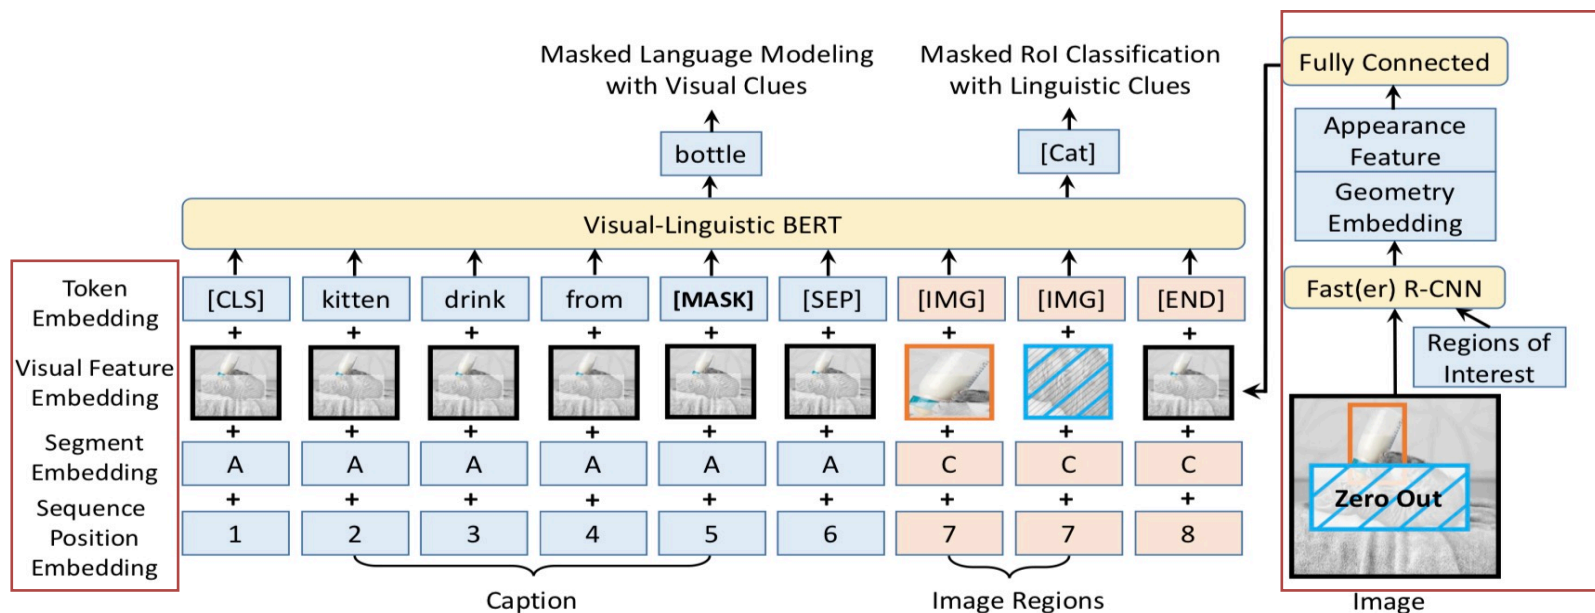 Masked Language Modeling
with Visual Clues
Masked RoI Classification
with Linguistic Clues
bottle
[Cat]
Visual-Linguistic BERT
Token
Embedding
[CLS] kitten drink from [MASK] [SEP] [IMG] [IMG] [END]
+ + + + + + + + +
Visual Feature
Embedding
+ + + + + + + + +
Segment
Embedding
A A A A A A C C C
+ + + + + + + + +
Sequence
Position
Embedding
1 2 3 4 5 6 7 7 8
Caption
Image Regions
Fully Connected
Appearance
Feature
Geometry
Embedding
Fast(er) R-CNN
Regions of
Interest
Zero Out
Image